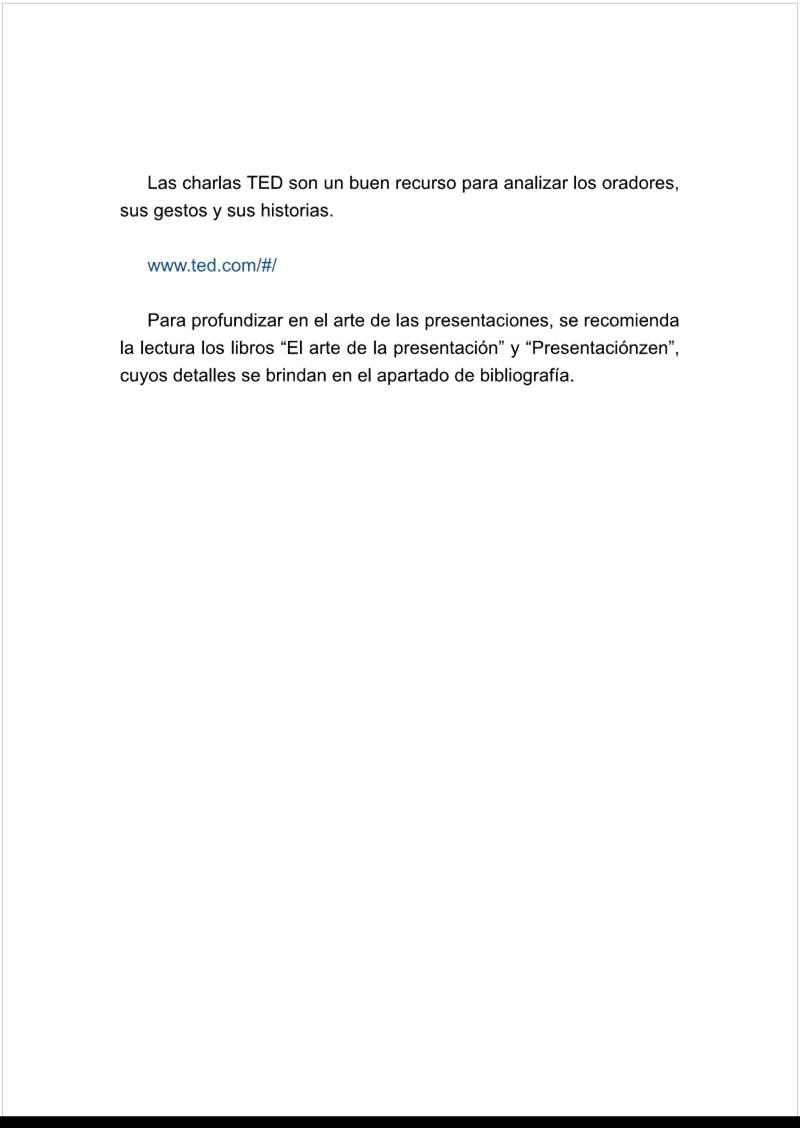 Las charlas TED son un buen recurso para analizar los oradores,
sus gestos y sus historias.
www.ted.com/#/
Para profundizar en el arte de las presentaciones, se recomienda
la lectura los libros “El arte de la presentación” y “Presentaciónzen”,
cuyos detalles se brindan en el apartado de bibliografía.